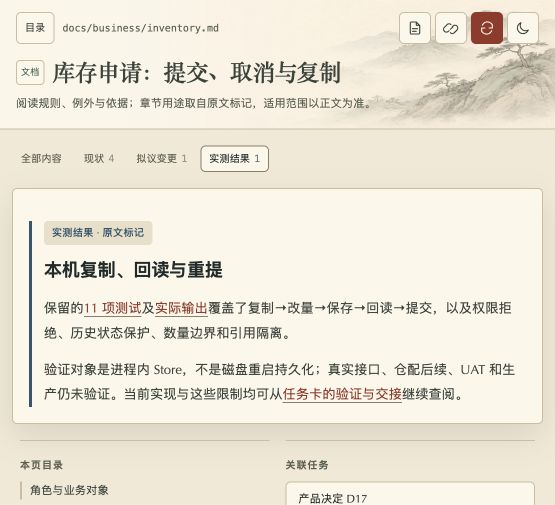 目录
docs/business/inventory.md
文档
库存申请：提交、取消与复制
阅读规则、例外与依据；章节用途取自原文标记，适用范围以正文为准。
全部内容 现状 4 拟议变更 1 实测结果 1
实测结果 · 原文标记
本机复制、回读与重提
保留的11 项测试及实际输出覆盖了复制→改量→保存→回读→提交，以及权限拒
绝、历史状态保护、数量边界和引用隔离。
验证对象是进程内 Store，不是磁盘重启持久化；真实接口、仓配后续、UAT 和生
产仍未验证。当前实现与这些限制均可从任务卡的验证与交接继续查阅。
本页目录
角色与业务对象
关联任务
产品决定 D17